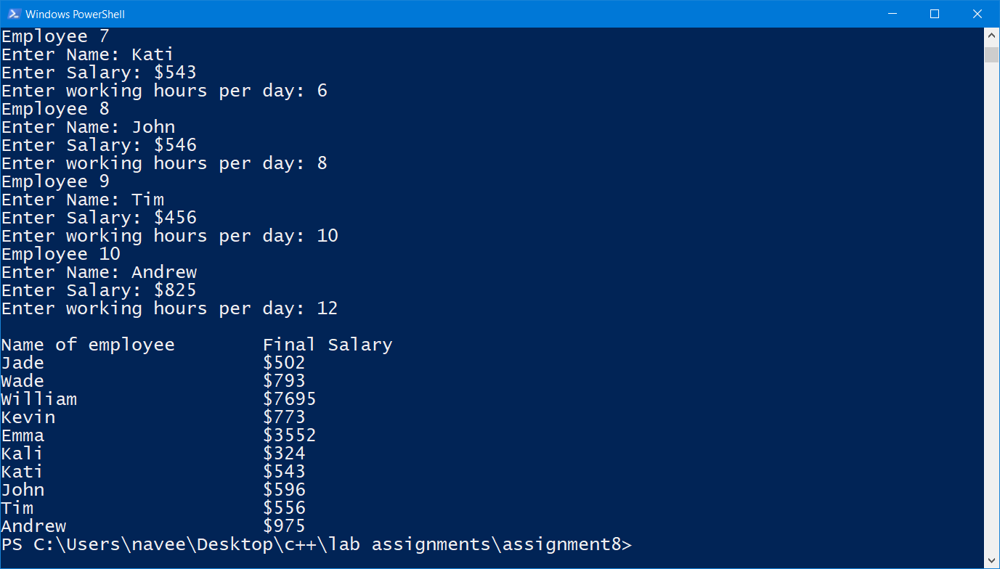 Windows PowerShell
Employee 7
Enter Name: Kati
Enter Salary: $543
Enter working hours per day: 6
Employee 8
Enter Name: John
Enter Salary: $546
Enter working hours per day: 8
Employee 9
Enter Name: Tim
Enter Salary: $456
Enter working hours per day: 10
Employee 10
Enter Name: Andrew
Enter Salary: $825
Enter working hours per day: 12
Name of employee        Final Salary
Jade                    $502
Wade                    $793
William                 $7695
Kevin                   $773
Emma                    $3552
Kali                    $324
Kati                    $543
John                    $596
Tim                     $556
Andrew                  $975
PS C:\Users\navee\Desktop\c++\lab assignments\assignment8>